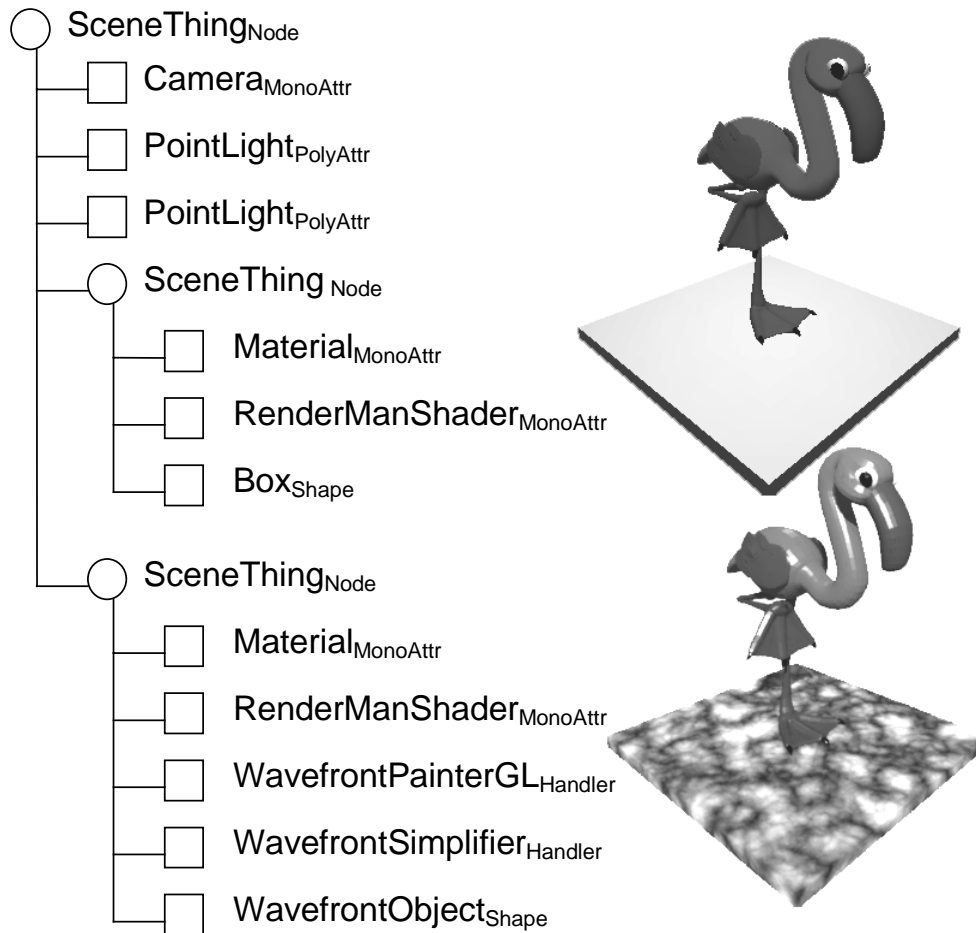 SceneThingNode
CameraMonoAttr
PointLightPolyAttr
PointLightPolyAttr
SceneThing Node
MaterialMonoAttr
RenderManShaderMonoAttr
BoxShape
SceneThingNode
MaterialMonoAttr
RenderManShaderMonoAttr
WavefrontPainterGLHandler
WavefrontSimplifierHandler
WavefrontObjectShape